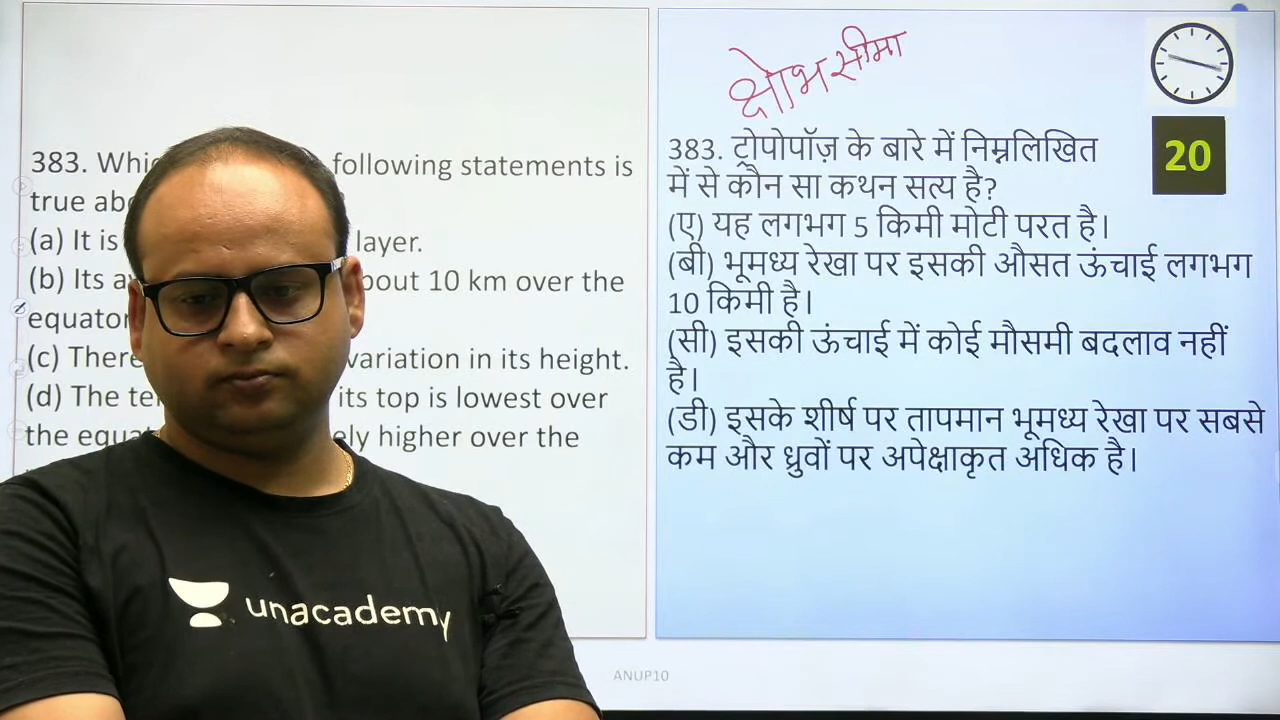 383. Whic following statements is
true abo
(a) It is layer.
(b) Its a bout 10 km over the
equator
(c) There variation in its height.
(d) The te its top is lowest over
the equat ely higher over the
क्षोभसीमा
383. ट्रोपोपॉज़ के बारे में निम्नलिखित
में से कौन सा कथन सत्य है?
(ए) यह लगभग 5 किमी मोटी परत है।
(बी) भूमध्य रेखा पर इसकी औसत ऊंचाई लगभग
10 किमी है।
(सी) इसकी ऊंचाई में कोई मौसमी बदलाव नहीं
है।
(डी) इसके शीर्ष पर तापमान भूमध्य रेखा पर सबसे
कम और ध्रुवों पर अपेक्षाकृत अधिक है।
20
unacademy
ANUP10